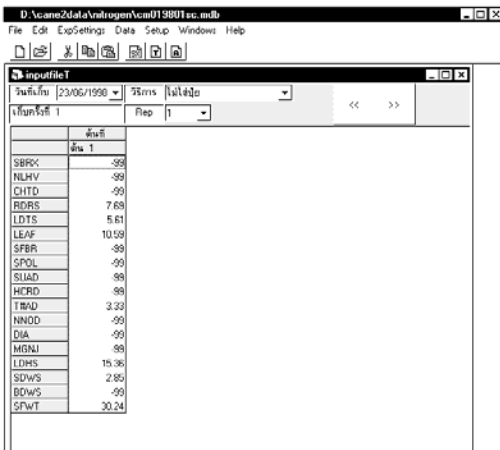 D:\cane2data\nitrogen\cm019801sc.mdb
File Edit ExpSettings Data Setup Windows Help
inputfileT
วันที่เก็บ 23/06/1998 วิธีการ ไม่ใส่ปุ๋ย
เก็บครั้งที่ 1 Rep 1 << >>
ต้นที่
ต้น 1
SBRX -99
NLHV -99
CHTD -99
RDRS 7.69
LDTS 5.61
LEAF 10.59
SFBR -99
SPOL -99
SUAD -99
HCRD -99
T#AD 3.33
NNOD -99
DIA -99
MGNJ -99
LDHS 15.36
SDWS 2.85
BDWS -99
SFWT 30.24